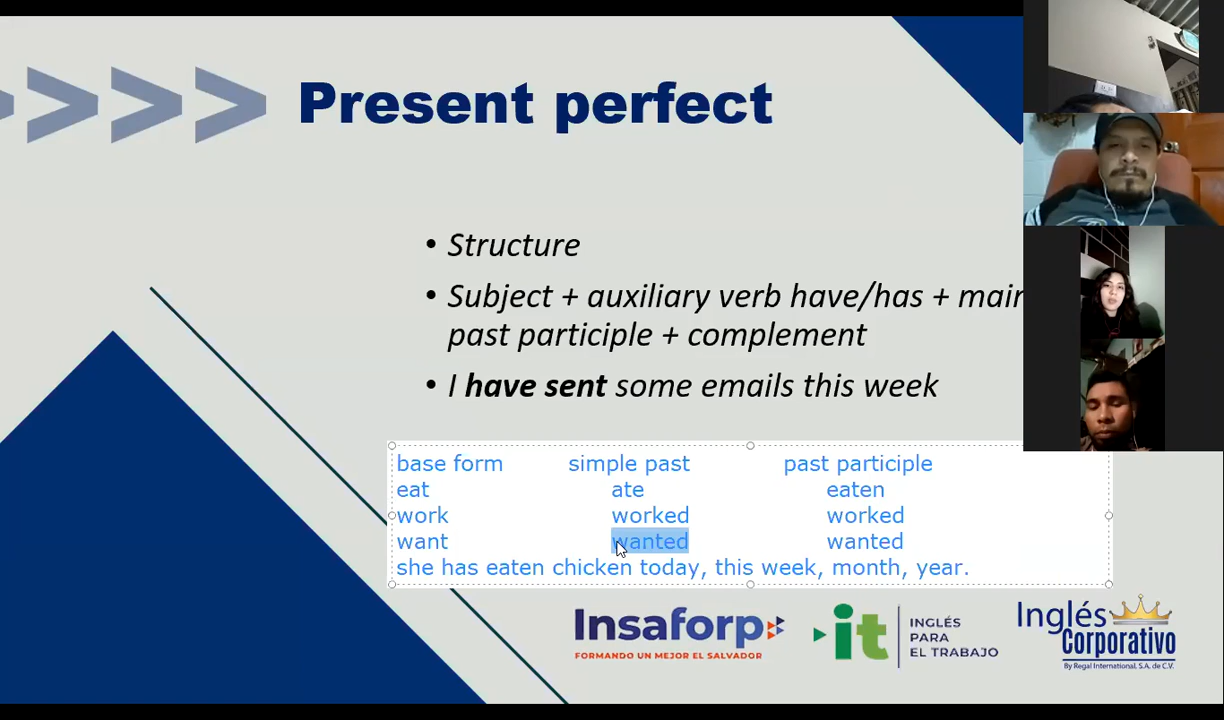 Present perfect
• Structure
• Subject + auxiliary verb have/has + main
past participle + complement
• I have sent some emails this week
base form simple past past participle
eat ate eaten
work worked worked
want wanted wanted
she has eaten chicken today, this week, month, year.
Insaforp
FORMANDO UN MEJOR EL SALVADOR
it
INGLÉS
PARA
EL TRABAJO
Inglés
Corporativo
By Regal International, S.A. de C.V.